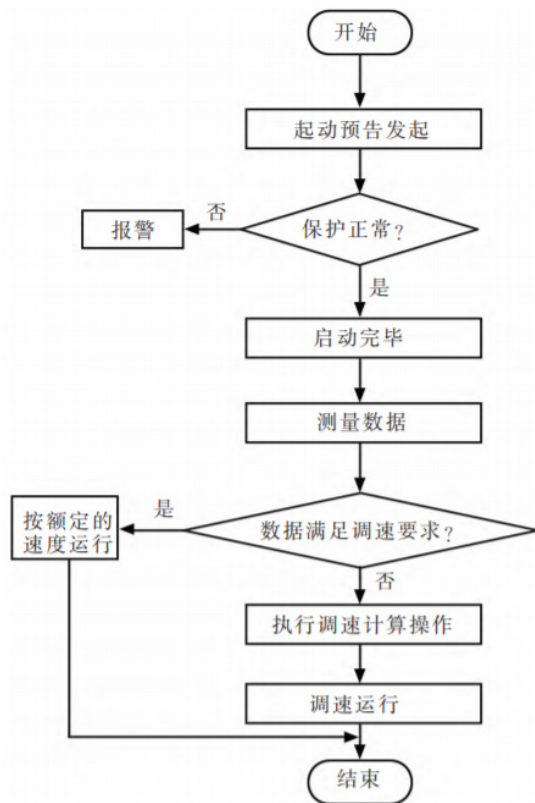 开始
起动预告发起
保护正常?
否
报警
是
启动完毕
测量数据
数据满足调速要求?
是
按额定的
速度运行
否
执行调速计算操作
调速运行
结束